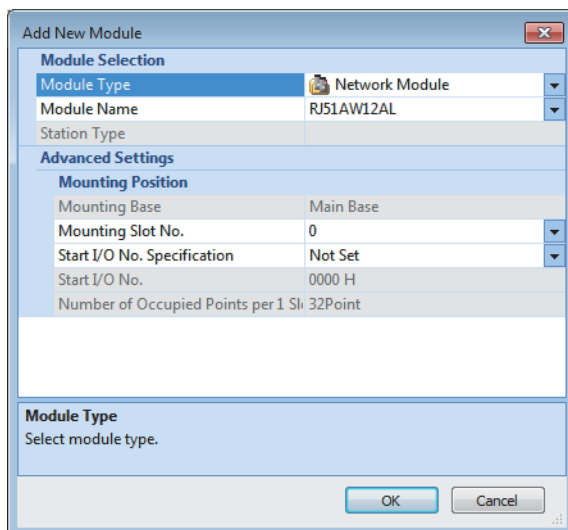 Add New Module
Module Selection
Module Type Network Module
Module Name RJ51AW12AL
Station Type
Advanced Settings
Mounting Position
Mounting Base Main Base
Mounting Slot No. 0
Start I/O No. Specification Not Set
Start I/O No. 0000 H
Number of Occupied Points per 1 Sl 32Point
Module Type
Select module type.
OK Cancel